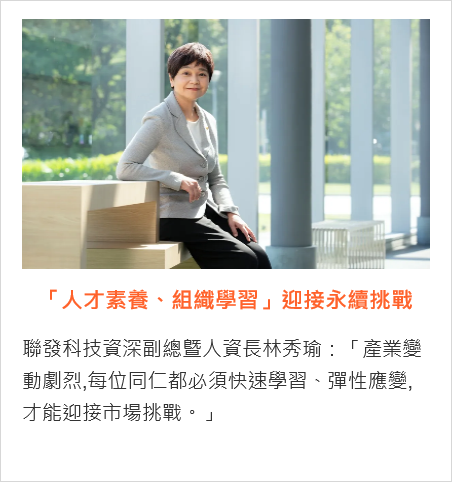 「人才素養、組織學習」迎接永續挑戰
聯發科技資深副總暨人資長林秀瑜：「產業變
動劇烈,每位同仁都必須快速學習、彈性應變,
才能迎接市場挑戰。」